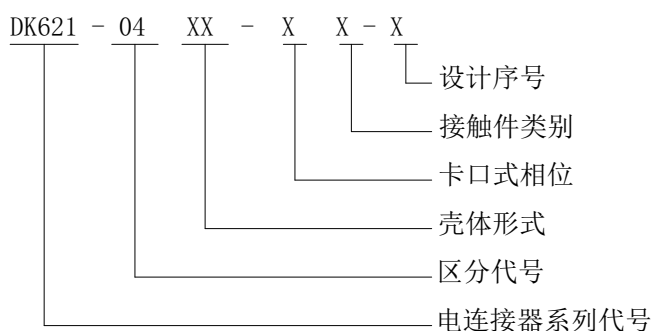 DK621-04 XX - X X-X
设计序号
接触件类别
卡口式相位
壳体形式
区分代号
电连接器系列代号